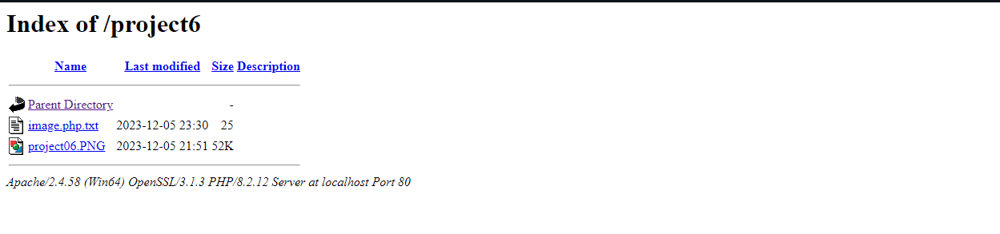 Index of /project6
Name Last modified Size Description
Parent Directory -
image.php.txt 2023-12-05 23:30 25
project06.PNG 2023-12-05 21:51 52K
Apache/2.4.58 (Win64) OpenSSL/3.1.3 PHP/8.2.12 Server at localhost Port 80